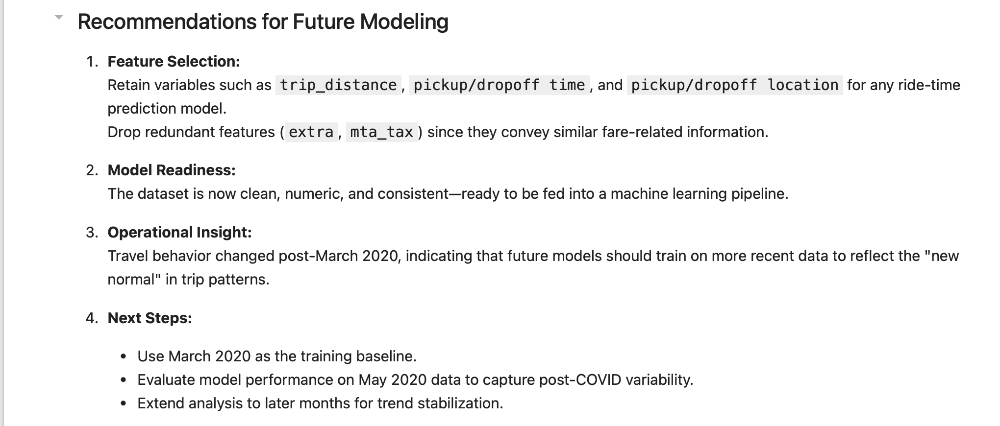 Recommendations for Future Modeling
1. Feature Selection:
Retain variables such as trip_distance, pickup/dropoff time, and pickup/dropoff location for any ride-time
prediction model.
Drop redundant features (extra, mta_tax) since they convey similar fare-related information.
2. Model Readiness:
The dataset is now clean, numeric, and consistent—ready to be fed into a machine learning pipeline.
3. Operational Insight:
Travel behavior changed post-March 2020, indicating that future models should train on more recent data to reflect the "new
normal" in trip patterns.
4. Next Steps:
• Use March 2020 as the training baseline.
• Evaluate model performance on May 2020 data to capture post-COVID variability.
• Extend analysis to later months for trend stabilization.